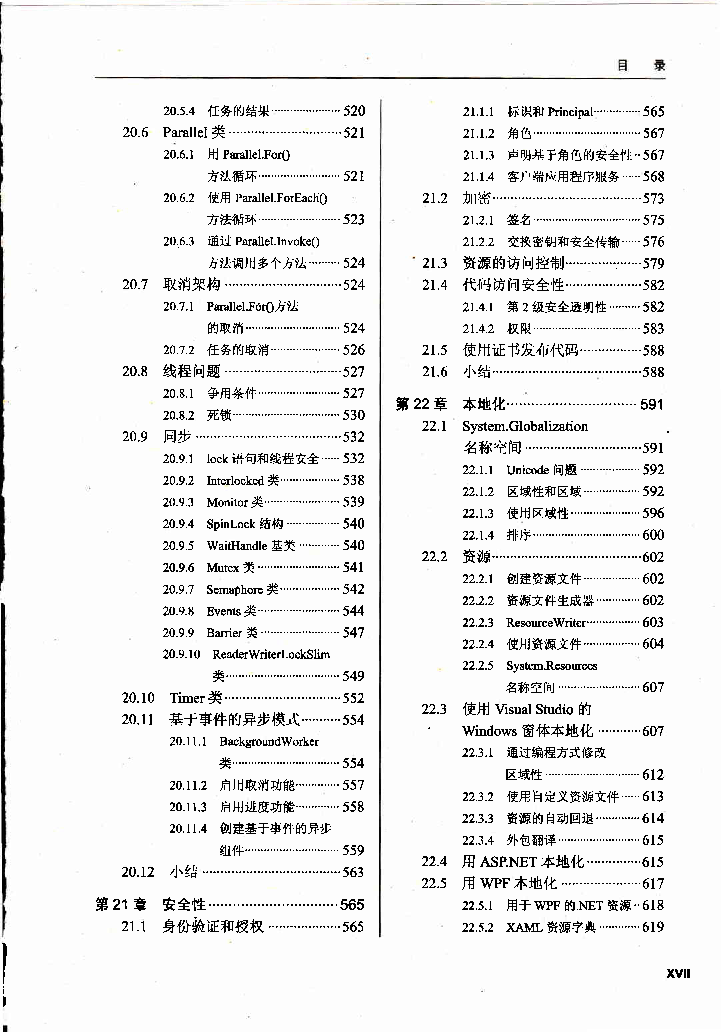 目 录
20.5.4 任务的结果 520
20.6 Parallel 类 521
20.6.1 用 Parallel.For()
方法循环 521
20.6.2 使用 Parallel.ForEach()
方法循环 523
20.6.3 通过 Parallel.Invoke()
方法调用多个方法 524
20.7 取消架构 524
20.7.1 Parallel.For()方法
的取消 524
20.7.2 任务的取消 526
20.8 线程问题 527
20.8.1 争用条件 527
20.8.2 死锁 530
20.9 同步 532
20.9.1 lock 语句和线程安全 532
20.9.2 Interlocked 类 538
20.9.3 Monitor 类 539
20.9.4 SpinLock 结构 540
20.9.5 WaitHandle 基类 540
20.9.6 Mutex 类 541
20.9.7 Semaphore 类 542
20.9.8 Events 类 544
20.9.9 Barrier 类 547
20.9.10 ReaderWriterLockSlim
类 549
20.10 Timer 类 552
20.11 基于事件的异步模式 554
20.11.1 BackgroundWorker
类 554
20.11.2 启用取消功能 557
20.11.3 启用进度功能 558
20.11.4 创建基于事件的异步
组件 559
20.12 小结 563
第 21 章 安全性 565
21.1 身份验证和授权 565
21.1.1 标识和 Principal 565
21.1.2 角色 567
21.1.3 声明基于角色的安全性 567
21.1.4 客户端应用程序服务 568
21.2 加密 573
21.2.1 签名 575
21.2.2 交换密钥和安全传输 576
21.3 资源的访问控制 579
21.4 代码访问安全性 582
21.4.1 第 2 级安全透明性 582
21.4.2 权限 583
21.5 使用证书发布代码 588
21.6 小结 588
第 22 章 本地化 591
22.1 System.Globalization
名称空间 591
22.1.1 Unicode 问题 592
22.1.2 区域性和区域 592
22.1.3 使用区域性 596
22.1.4 排序 600
22.2 资源 602
22.2.1 创建资源文件 602
22.2.2 资源文件生成器 602
22.2.3 ResourceWriter 603
22.2.4 使用资源文件 604
22.2.5 System.Resources
名称空间 607
22.3 使用 Visual Studio 的
Windows 窗体本地化 607
22.3.1 通过编程方式修改
区域性 612
22.3.2 使用自定义资源文件 613
22.3.3 资源的自动回退 614
22.3.4 外包翻译 615
22.4 用 ASP.NET 本地化 615
22.5 用 WPF 本地化 617
22.5.1 用于 WPF 的.NET 资源 618
22.5.2 XAML 资源字典 619
XVII